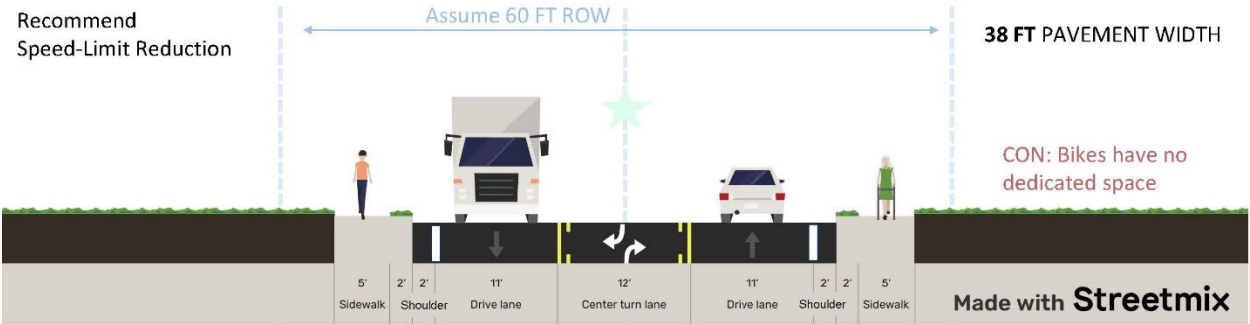 Recommend
Speed-Limit Reduction
Assume 60 FT ROW
38 FT PAVEMENT WIDTH
CON: Bikes have no
dedicated space
5' 2' 2' 11' 12' 11' 2' 2' 5'
Sidewalk Shoulder Drive lane Center turn lane Drive lane Shoulder Sidewalk
Made with Streetmix